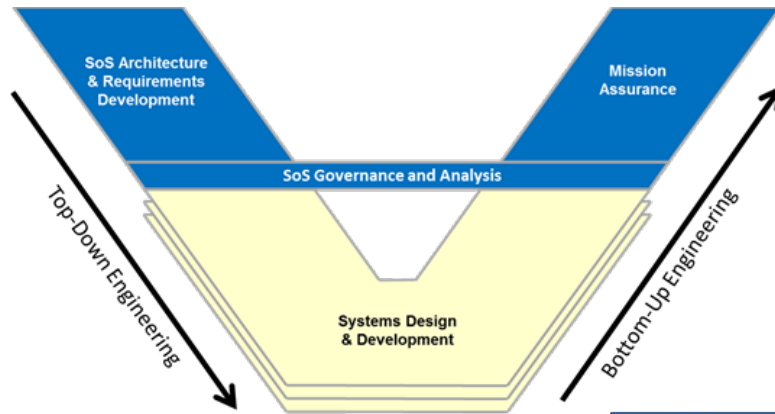 SoS Architecture
& Requirements
Development
Mission
Assurance
SoS Governance and Analysis
Top-Down Engineering
Bottom-Up Engineering
Systems Design
& Development